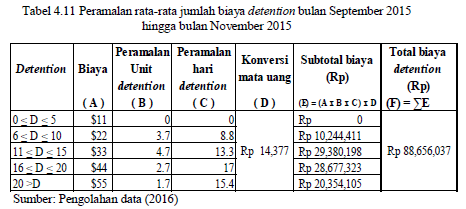 Tabel 4.11 Peramalan rata-rata jumlah biaya detention bulan September 2015
hingga bulan November 2015
Detention Biaya Peramalan Unit detention Peramalan hari detention Konversi mata uang Subtotal biaya (Rp) Total biaya detention (Rp)
( A ) ( B ) ( C ) ( D ) (E) = (A x B x C) x D (F) = ∑E
0 < D < 5 $11 0 0 Rp 0
6 < D < 10 $22 3.7 8.8 Rp 10,244,411
11 < D < 15 $33 4.7 13.3 Rp 14,377 Rp 29,380,198 Rp 88,656,037
16 < D < 20 $44 2.7 17 Rp 28,677,323
20 >D $55 1.7 15.4 Rp 20,354,105
Sumber: Pengolahan data (2016)